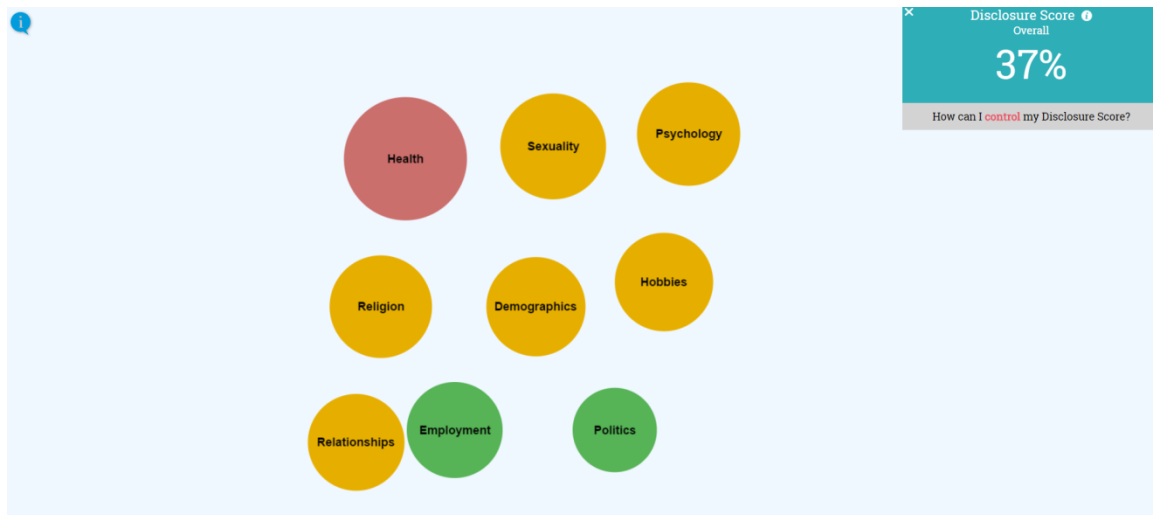 i
×
Disclosure Score i
Overall
37%
How can I control my Disclosure Score?
Health
Sexuality
Psychology
Religion
Demographics
Hobbies
Relationships
Employment
Politics